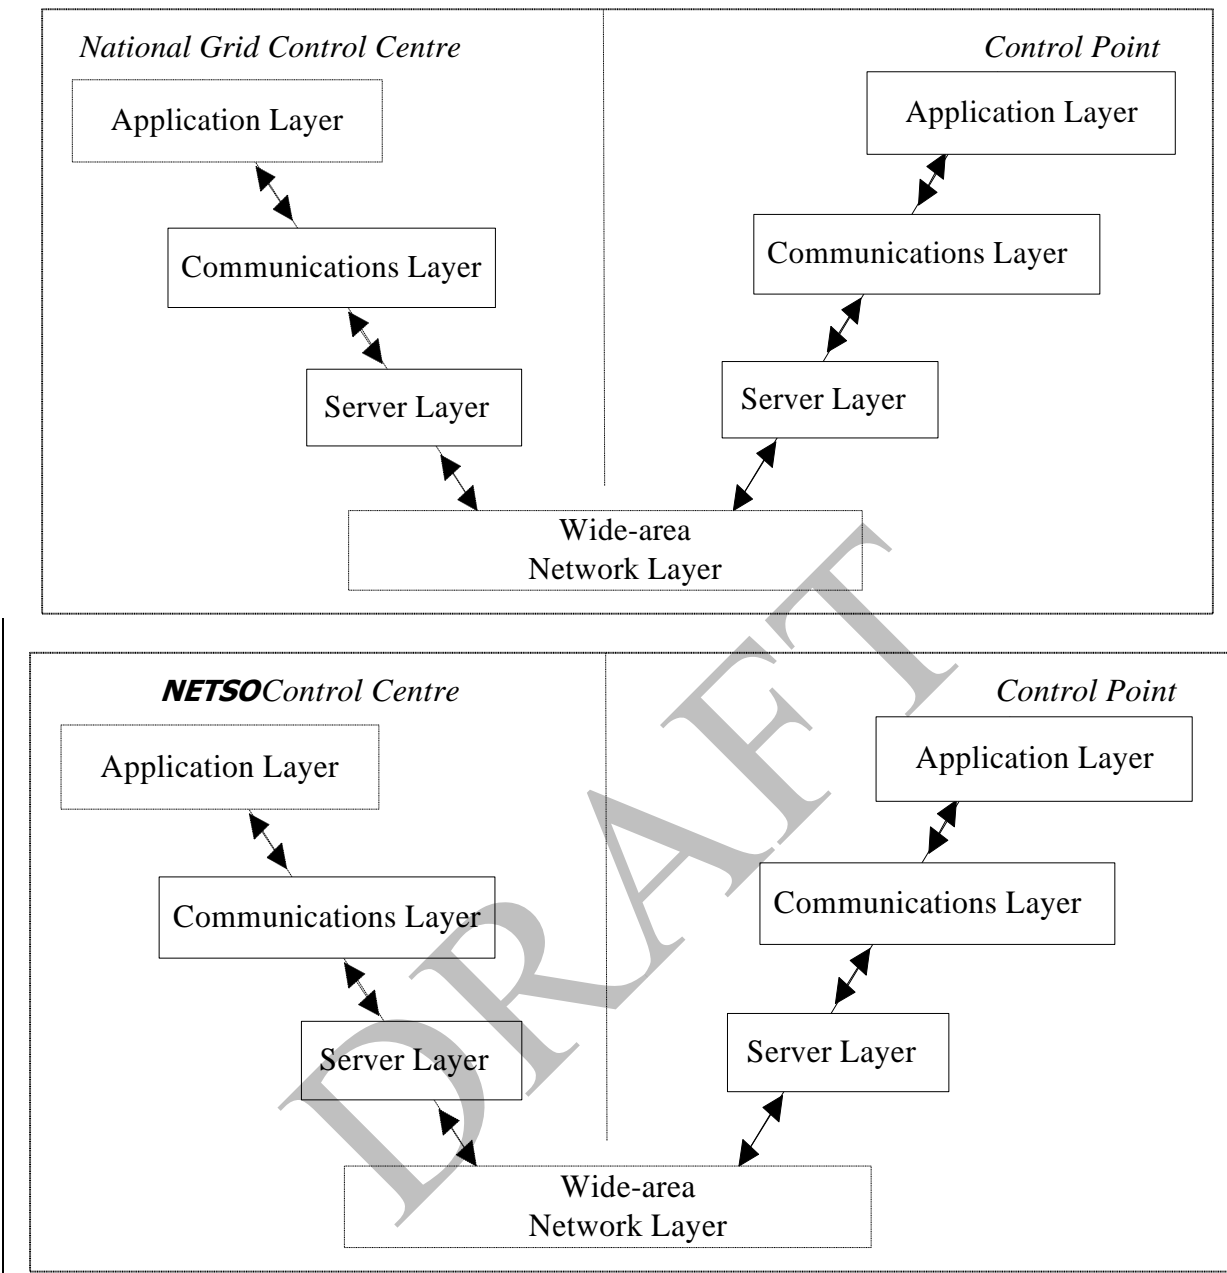 National Grid Control Centre
Control Point
Application Layer
Application Layer
Communications Layer
Communications Layer
Server Layer
Server Layer
Wide-area
Network Layer
NETSO Control Centre
Control Point
Application Layer
Application Layer
Communications Layer
Communications Layer
Server Layer
Server Layer
Wide-area
Network Layer
DRAFT